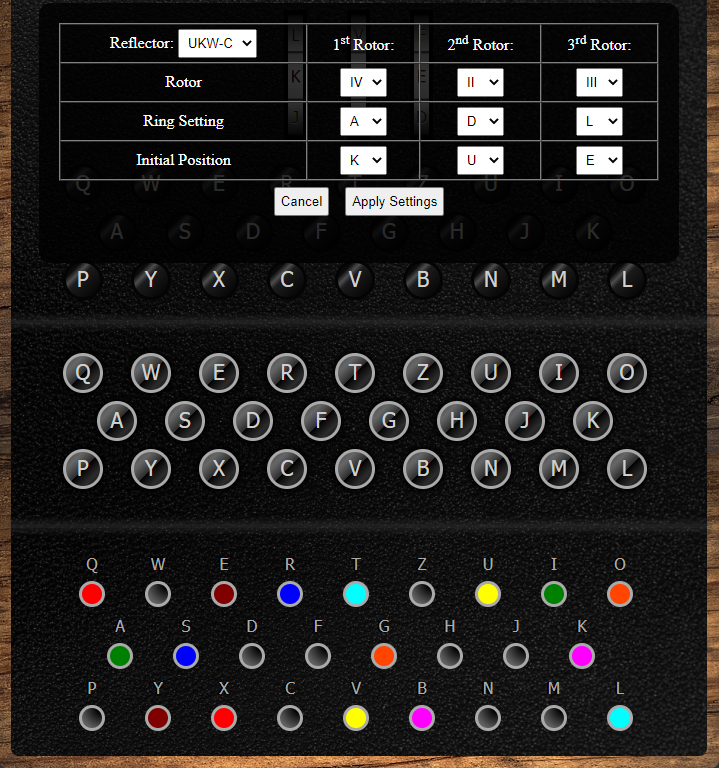 Reflector: UKW-C 1st Rotor: 2nd Rotor: 3rd Rotor:
Rotor IV II III
Ring Setting A D L
Initial Position K U E
Cancel Apply Settings
Q W E R T Z U I O
A S D F G H J K
P Y X C V B N M L
Q W E R T Z U I O
A S D F G H J K
P Y X C V B N M L
Q W E R T Z U I O
A S D F G H J K
P Y X C V B N M L